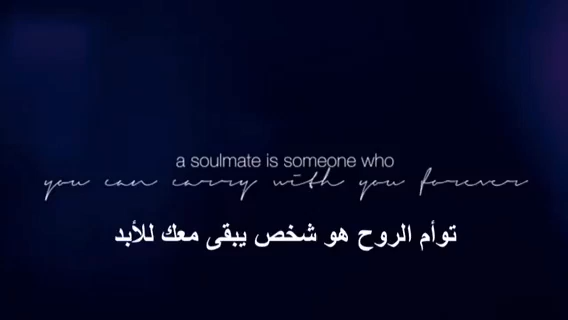 a soulmate is someone who
you can carry with you forever
توأم الروح هو شخص يبقى معك للأبد